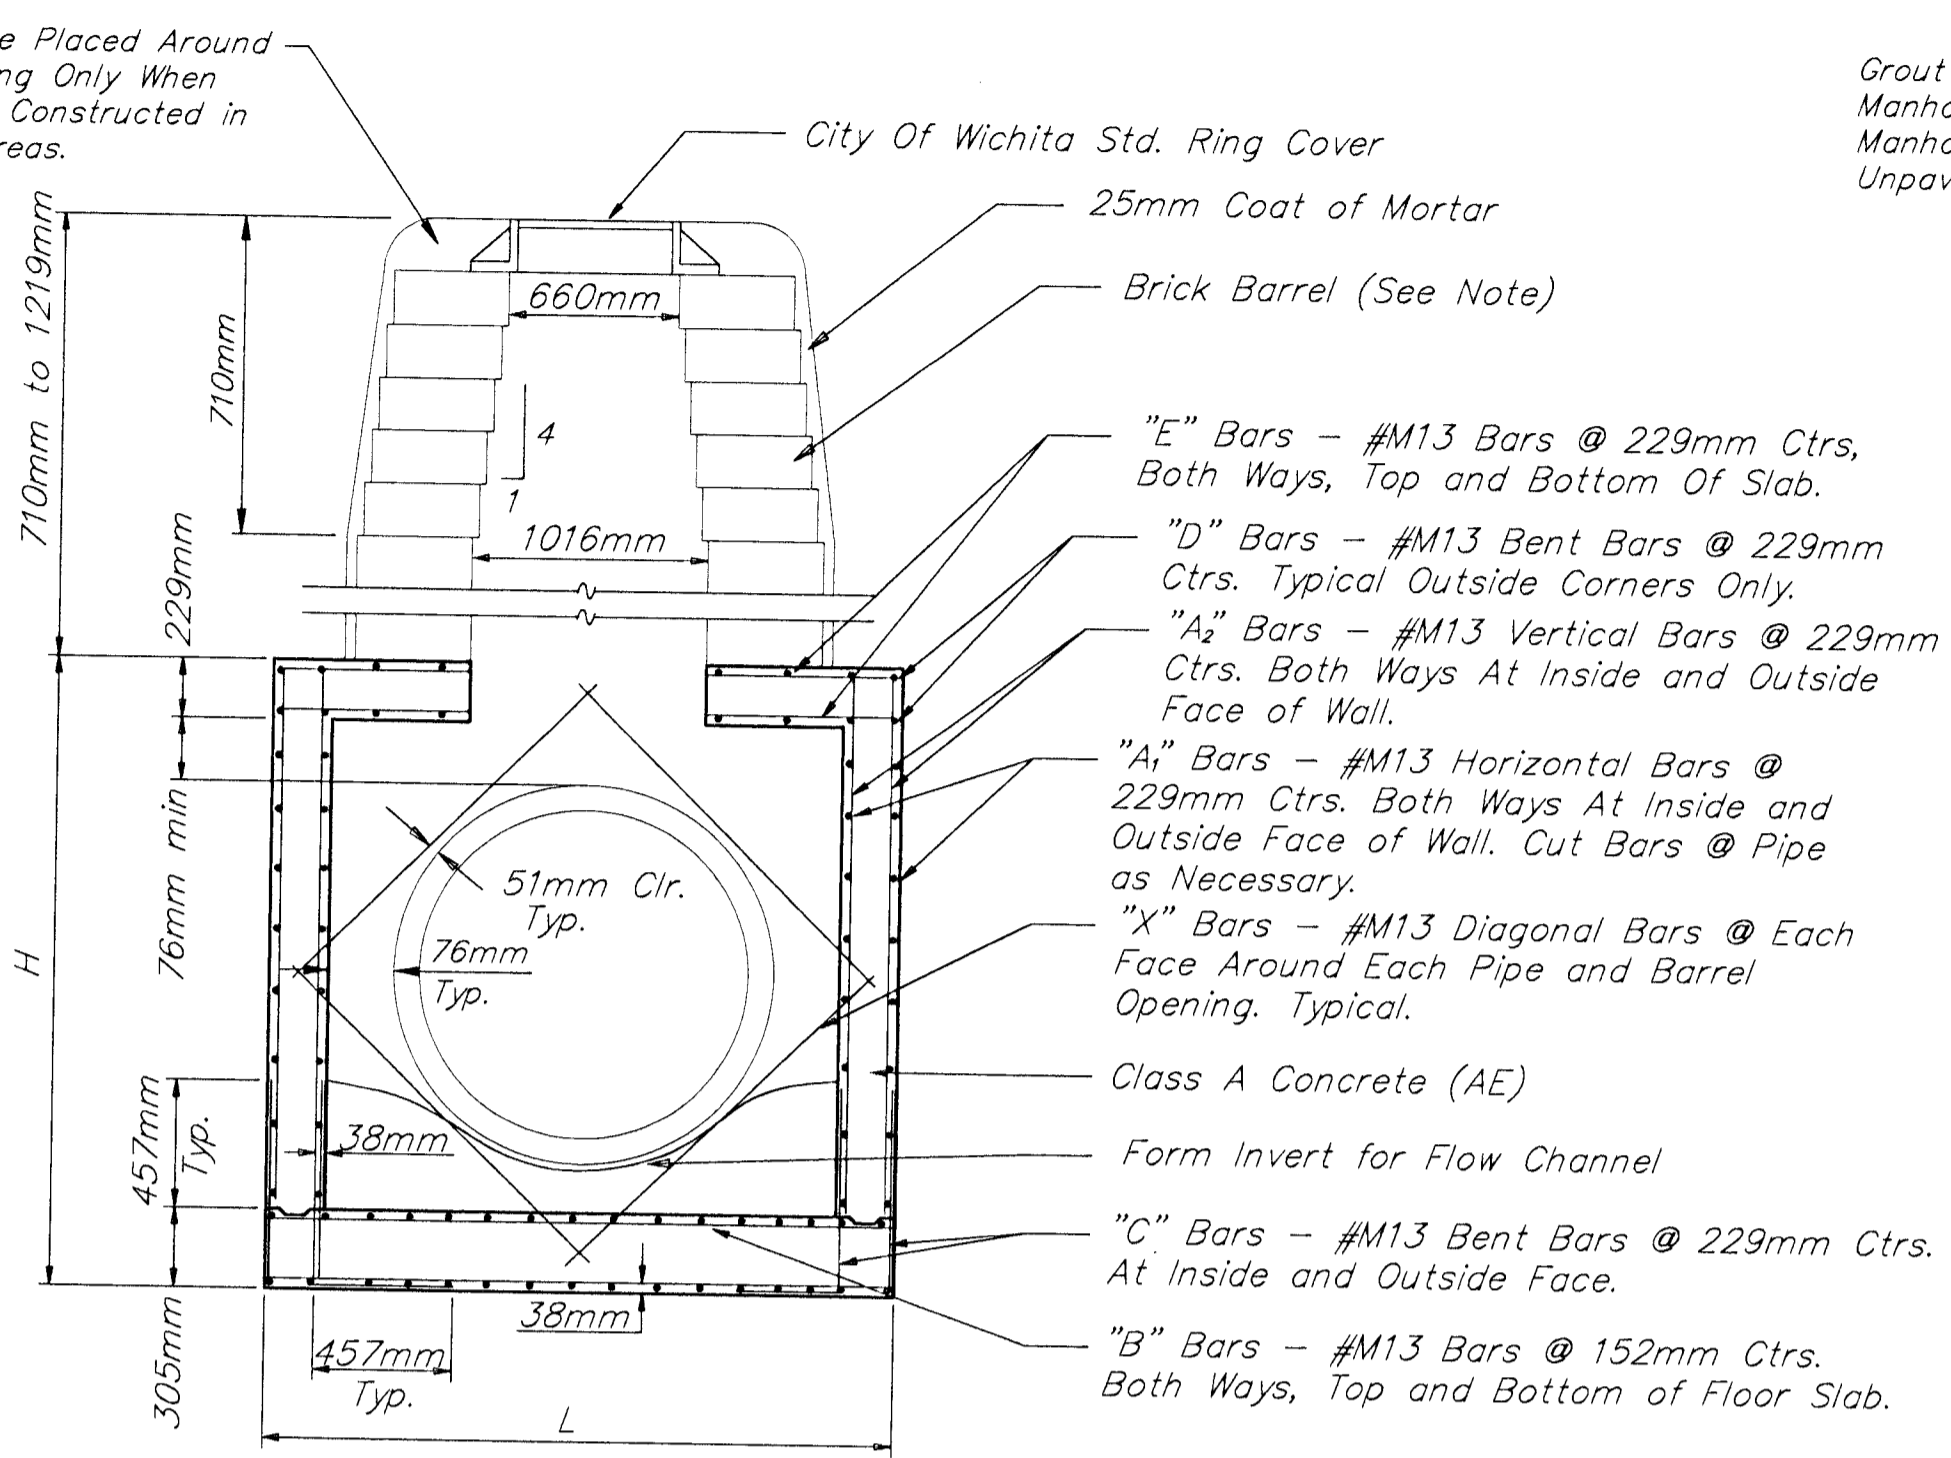 e Placed Around
ng Only When
Constructed in
reas.
Grout
Manho
Manho
Unpav
City Of Wichita Std. Ring Cover
25mm Coat of Mortar
Brick Barrel (See Note)
710mm to 1219mm
710mm
660mm
4
1
1016mm
229mm
"E" Bars – #M13 Bars @ 229mm Ctrs,
Both Ways, Top and Bottom Of Slab.
"D" Bars – #M13 Bent Bars @ 229mm
Ctrs. Typical Outside Corners Only.
"A₂" Bars – #M13 Vertical Bars @ 229mm
Ctrs. Both Ways At Inside and Outside
Face of Wall.
"A₁" Bars – #M13 Horizontal Bars @
229mm Ctrs. Both Ways At Inside and
Outside Face of Wall. Cut Bars @ Pipe
as Necessary.
"X" Bars – #M13 Diagonal Bars @ Each
Face Around Each Pipe and Barrel
Opening. Typical.
Class A Concrete (AE)
Form Invert for Flow Channel
"C" Bars – #M13 Bent Bars @ 229mm Ctrs.
At Inside and Outside Face.
"B" Bars – #M13 Bars @ 152mm Ctrs.
Both Ways, Top and Bottom of Floor Slab.
76mm min
51mm Clr.
Typ.
76mm
Typ.
H
457mm
Typ.
38mm
305mm
38mm
457mm
Typ.
L